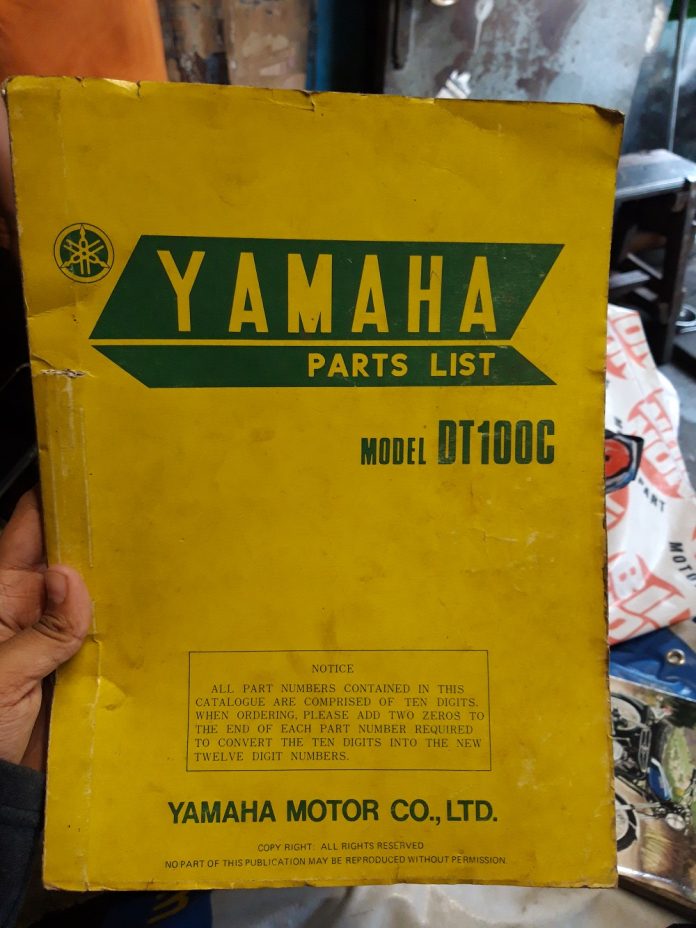 YAMAHA
PARTS LIST
MODEL DT100C
NOTICE
ALL PART NUMBERS CONTAINED IN THIS
CATALOGUE ARE COMPRISED OF TEN DIGITS.
WHEN ORDERING, PLEASE ADD TWO ZEROS TO
THE END OF EACH PART NUMBER REQUIRED
TO CONVERT THE TEN DIGITS INTO THE NEW
TWELVE DIGIT NUMBERS.
YAMAHA MOTOR CO., LTD.
COPY RIGHT: ALL RIGHTS RESERVED
NO PART OF THIS PUBLICATION MAY BE REPRODUCED WITHOUT PERMISSION.
PART
MOTO